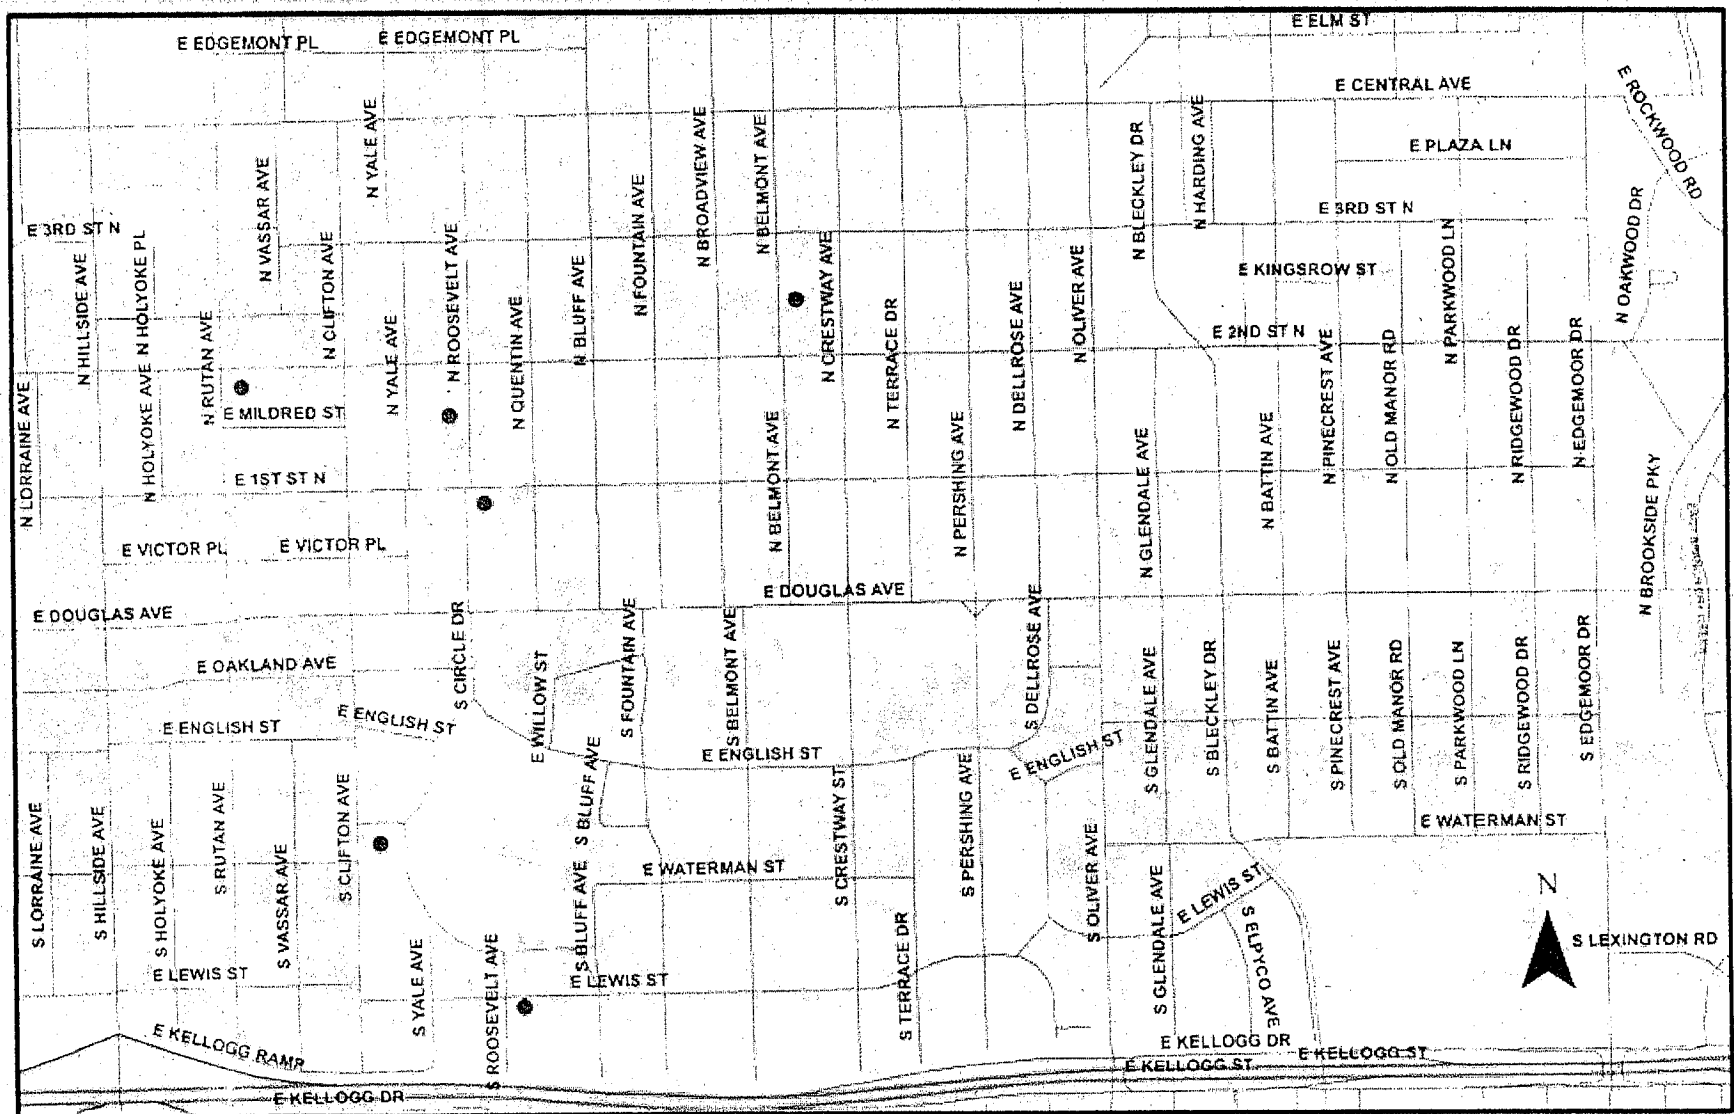 E ELM ST
E EDGEMONT PL
E EDGEMONT PL
E CENTRAL AVE
E ROCKWOOD RD
N YALE AVE
N BROADVIEW AVE
N BELMONT AVE
N BLECKLEY DR
N HARDING AVE
E PLAZA LN
N VASSAR AVE
N FOUNTAIN AVE
N OAKWOOD DR
E 3RD ST N
E 3RD ST N
N HILLSIDE AVE
N HOLYOKE PL
N CLIFTON AVE
N ROOSEVELT AVE
N BLUFF AVE
N CRESTWAY AVE
N OLIVER AVE
N PARKWOOD LN
E KINGSROW ST
N RUTAN AVE
N YALE AVE
N QUENTIN AVE
N TERRACE DR
N DELLROSE AVE
E 2ND ST N
N PINECREST AVE
N OLD MANOR RD
N RIDGEWOOD DR
N EDGEMOOR DR
N LORRAINE AVE
N HOLYOKE AVE
E MILDRED ST
N BELMONT AVE
N PERSHING AVE
N GLENDALE AVE
N BATTIN AVE
E 1ST ST N
N BROOKSIDE PKY
E VICTOR PL
E VICTOR PL
E DOUGLAS AVE
E DOUGLAS AVE
S CIRCLE DR
S FOUNTAIN AVE
S BELMONT AVE
S DELLROSE AVE
E OAKLAND AVE
E WILLOW ST
S GLENDALE AVE
S BLECKLEY DR
S BATTIN AVE
S PINECREST AVE
S OLD MANOR RD
S PARKWOOD LN
S RIDGEWOOD DR
S EDGEMOOR DR
E ENGLISH ST
E ENGLISH ST
E ENGLISH ST
E ENGLISH ST
S LORRAINE AVE
S HILLSIDE AVE
S HOLYOKE AVE
S RUTAN AVE
S VASSAR AVE
S CLIFTON AVE
S BLUFF AVE
S CRESTWAY ST
S PERSHING AVE
S OLIVER AVE
E WATERMAN ST
E WATERMAN ST
S BLUFF AVE
S GLENDALE AVE
E LEWIS ST
S ELPYCO AVE
N
S LEXINGTON RD
E LEWIS ST
S YALE AVE
S ROOSEVELT AVE
E LEWIS ST
S TERRACE DR
E KELLOGG RAMP
E KELLOGG DR
E KELLOGG ST
E KELLOGG ST
E KELLOGG DR